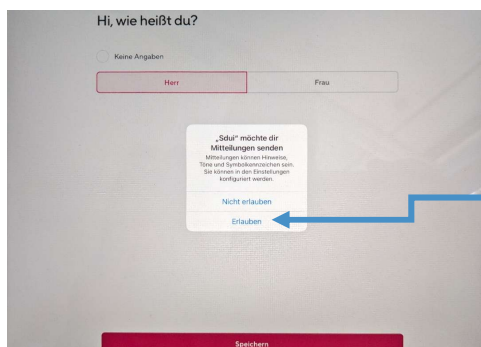 Hi, wie heißt du?
Keine Angaben
Herr
Frau
„Sdui“ möchte dir
Mitteilungen senden
Mitteilungen können Hinweise,
Töne und Symbolkennzeichen sein.
Sie können in den Einstellungen
konfiguriert werden.
Nicht erlauben
Erlauben
Speichern